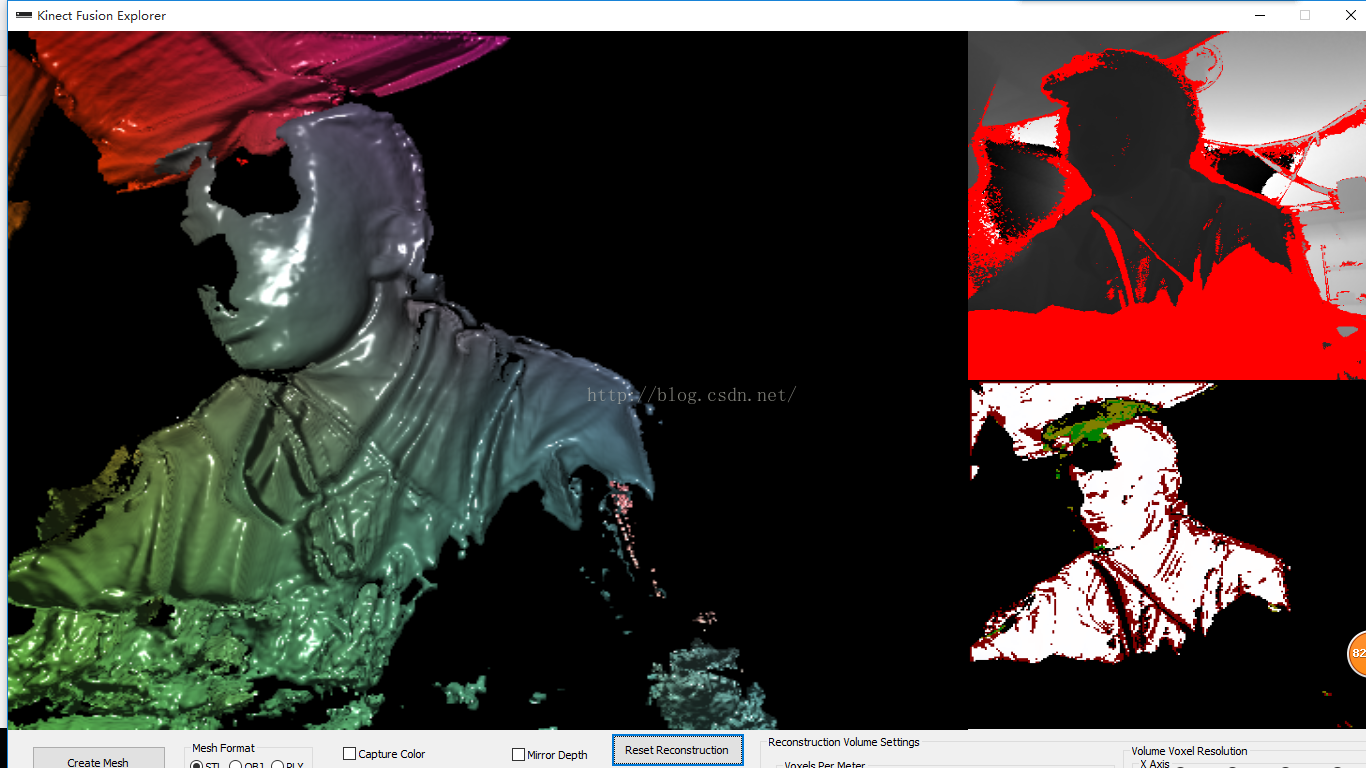 Kinect Fusion Explorer
http://blog.csdn.net/
82
Create Mesh
Mesh Format
STL OBJ PLY
Capture Color
Mirror Depth
Reset Reconstruction
Reconstruction Volume Settings
Voxels Per Meter
Volume Voxel Resolution
X Axis